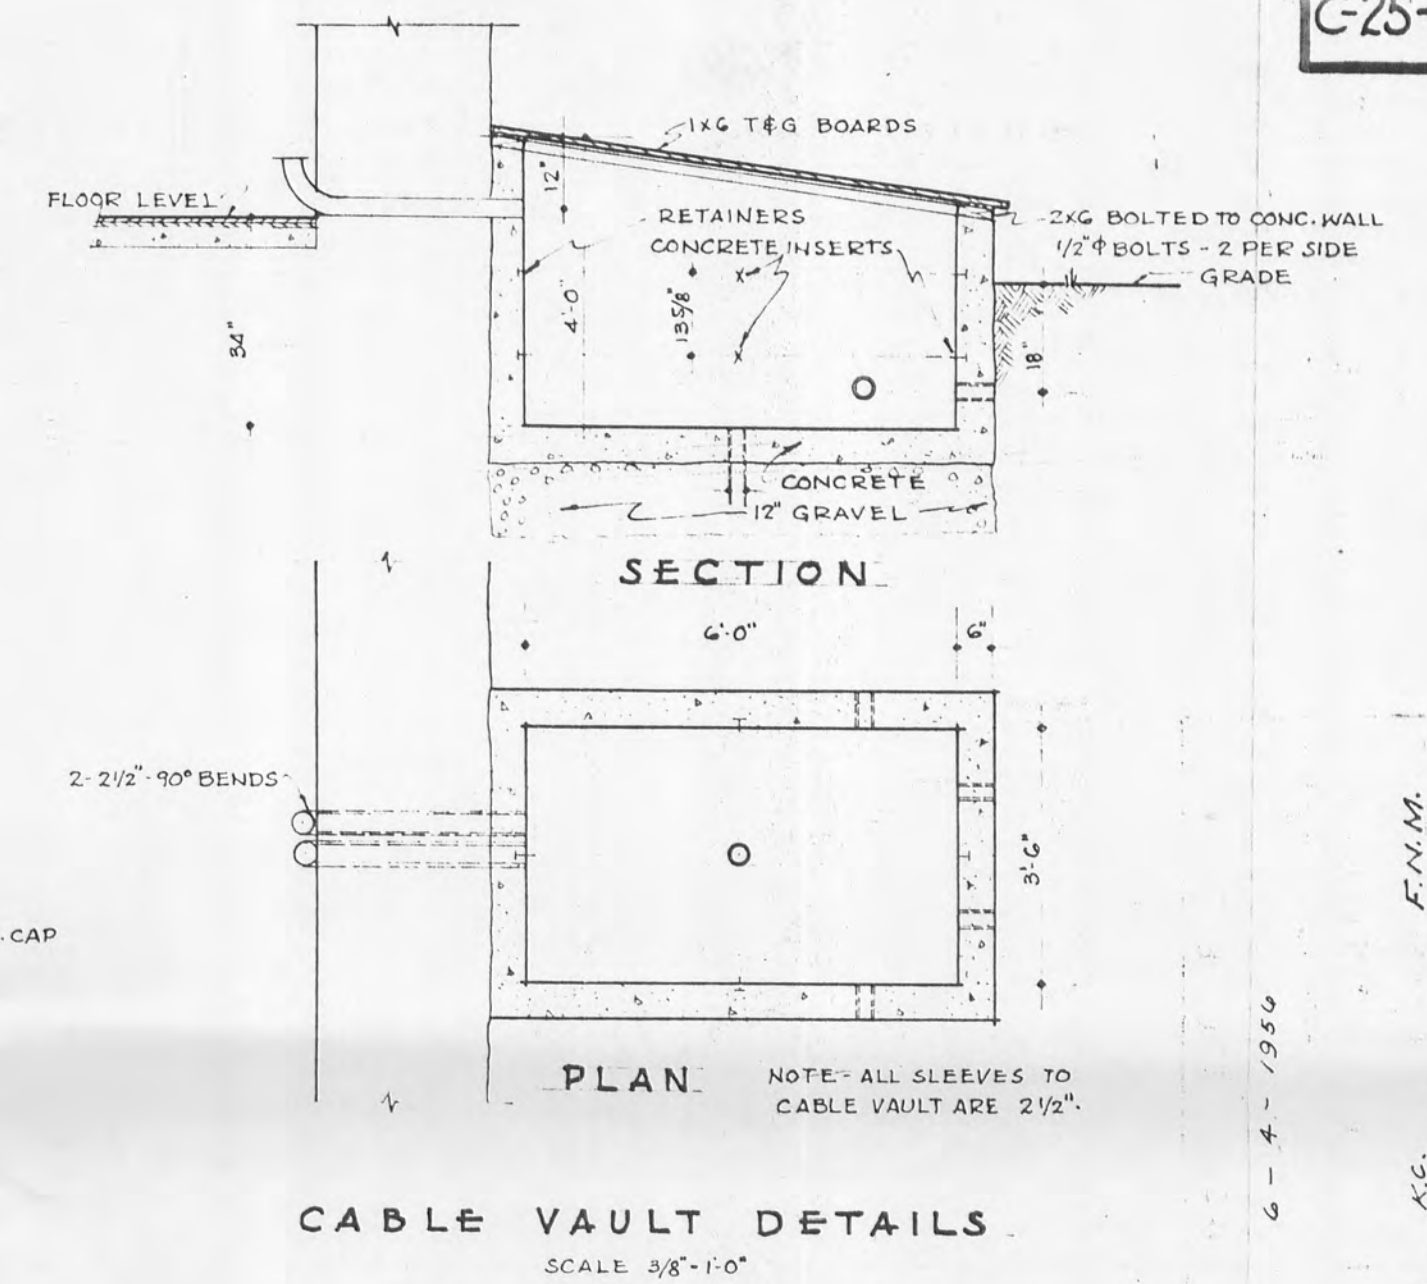 C-25-
1x6 T&G BOARDS
FLOOR LEVEL
12"
RETAINERS
CONCRETE INSERTS
2x6 BOLTED TO CONC. WALL
1/2"φ BOLTS - 2 PER SIDE
GRADE
34"
4'-0"
13 5/8"
18"
CONCRETE
12" GRAVEL
SECTION
6'-0"
6"
2-2 1/2"-90° BENDS
3'-6"
. CAP
PLAN
NOTE - ALL SLEEVES TO
CABLE VAULT ARE 2 1/2".
CABLE VAULT DETAILS
SCALE 3/8"-1'-0"
6-4-1956
F.N.M.
K.C.